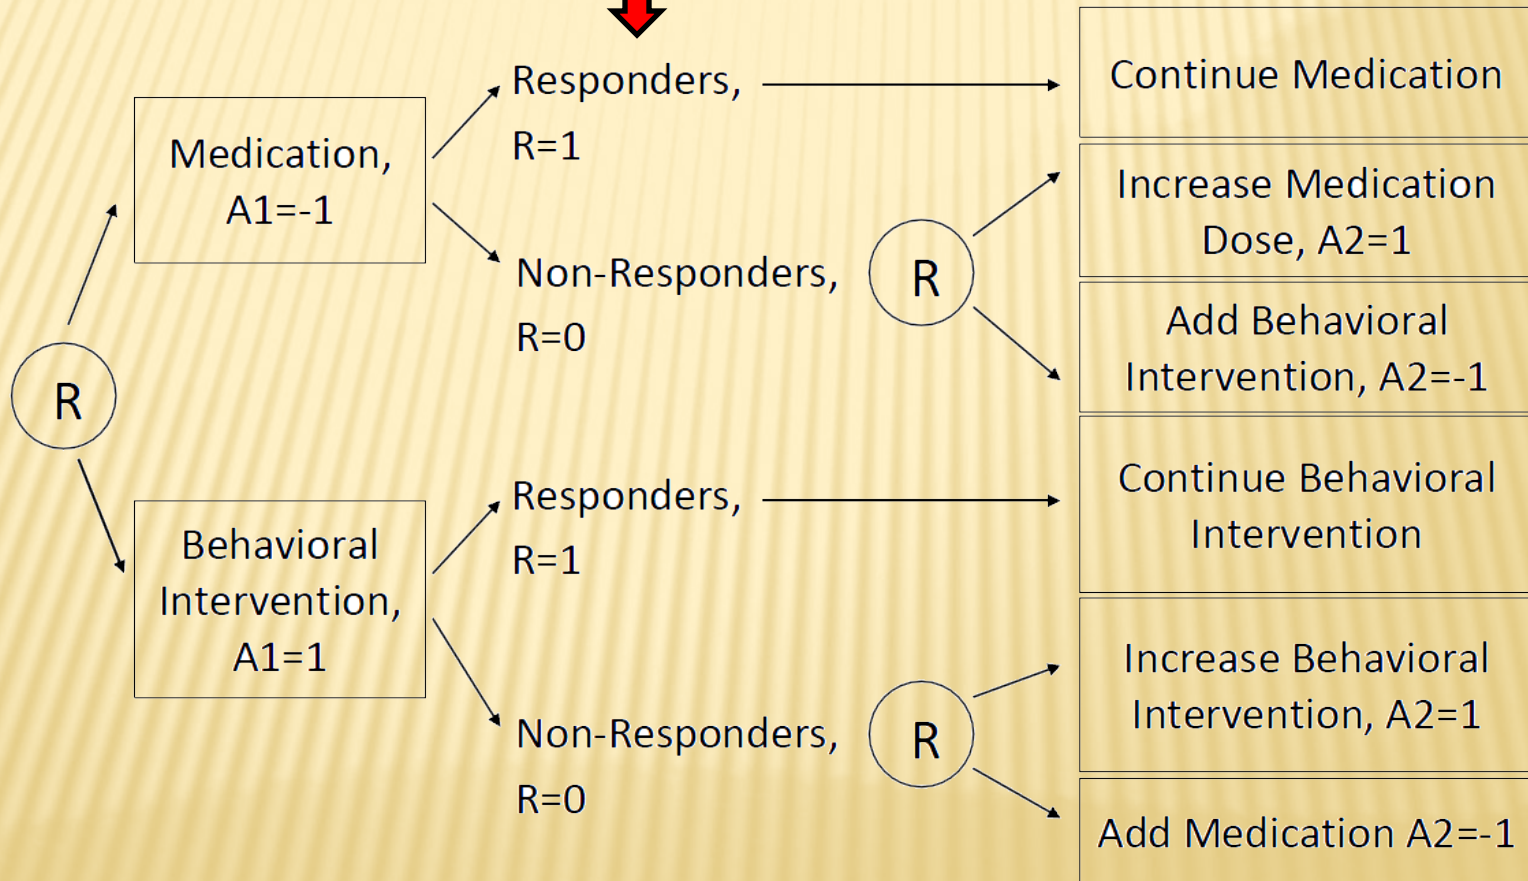 R
Medication,
A1=-1
Responders,
R=1
Continue Medication
Non-Responders,
R=0
R
Increase Medication
Dose, A2=1
Add Behavioral
Intervention, A2=-1
Behavioral
Intervention,
A1=1
Responders,
R=1
Continue Behavioral
Intervention
Non-Responders,
R=0
R
Increase Behavioral
Intervention, A2=1
Add Medication A2=-1